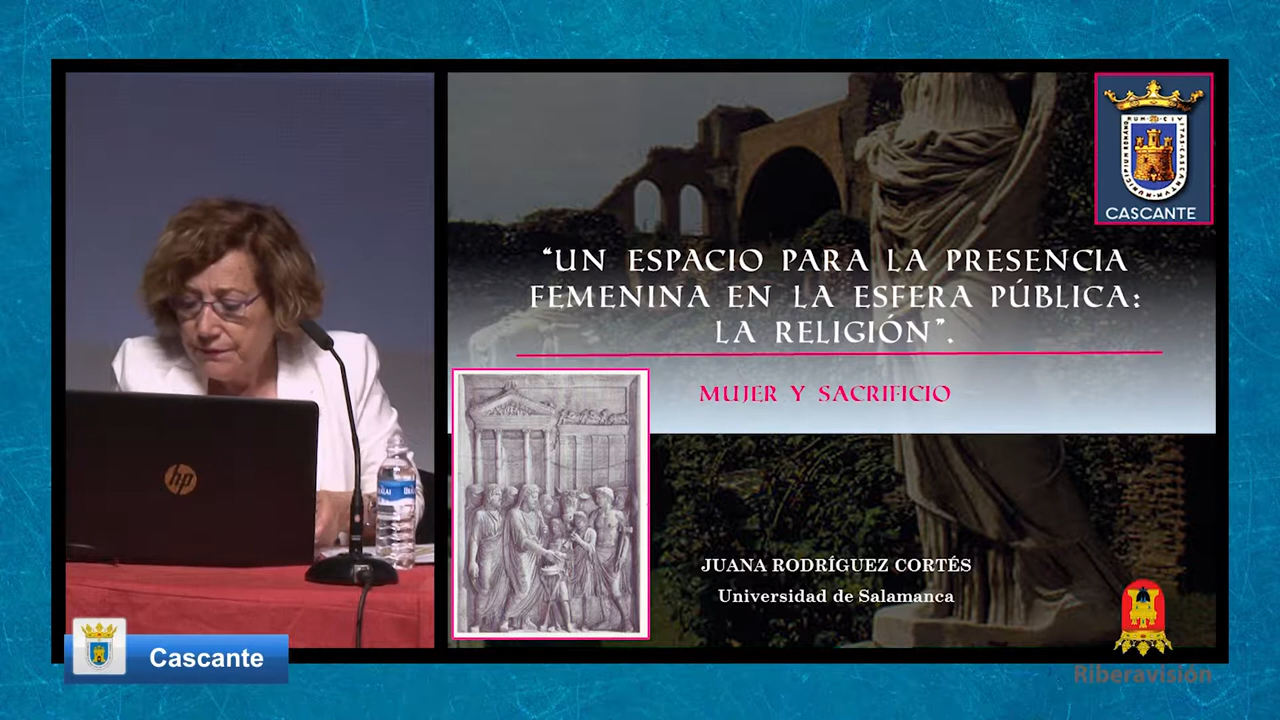 CASCANTE
“UN ESPACIO PARA LA PRESENCIA
FEMENINA EN LA ESFERA PÚBLICA:
LA RELIGIÓN”.
MUJER Y SACRIFICIO
JUANA RODRÍGUEZ CORTÉS
Universidad de Salamanca
hp
Cascante
Riberavisión